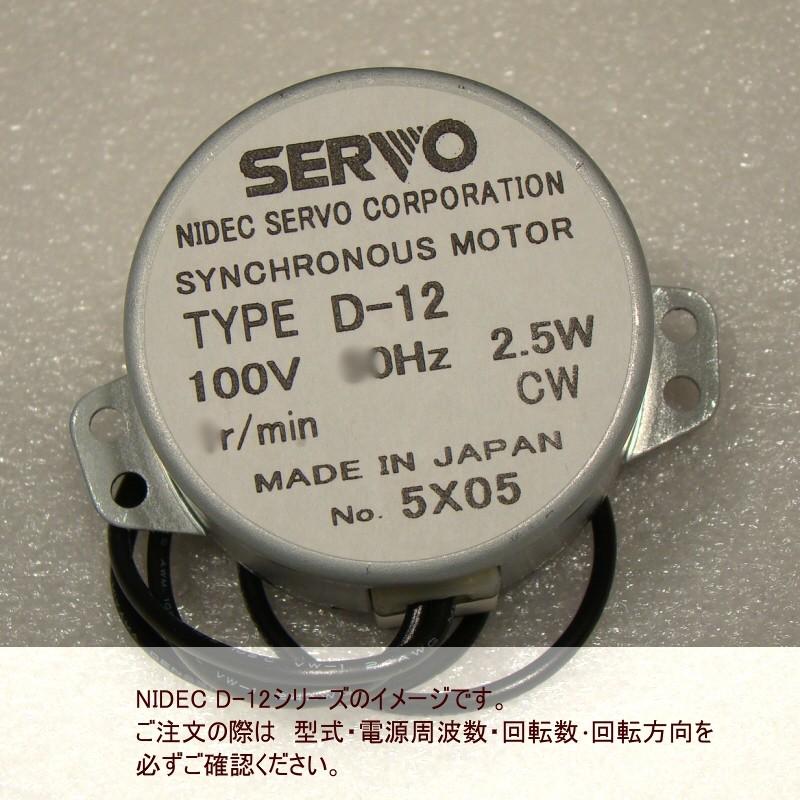 SERVO
NIDEC SERVO CORPORATION
SYNCHRONOUS MOTOR
TYPE D-12
100V 0Hz 2.5W
r/min CW
MADE IN JAPAN
No. 5X05
NIDEC D-12シリーズのイメージです。
ご注文の際は 型式・電源周波数・回転数・回転方向を
必ずご確認ください。